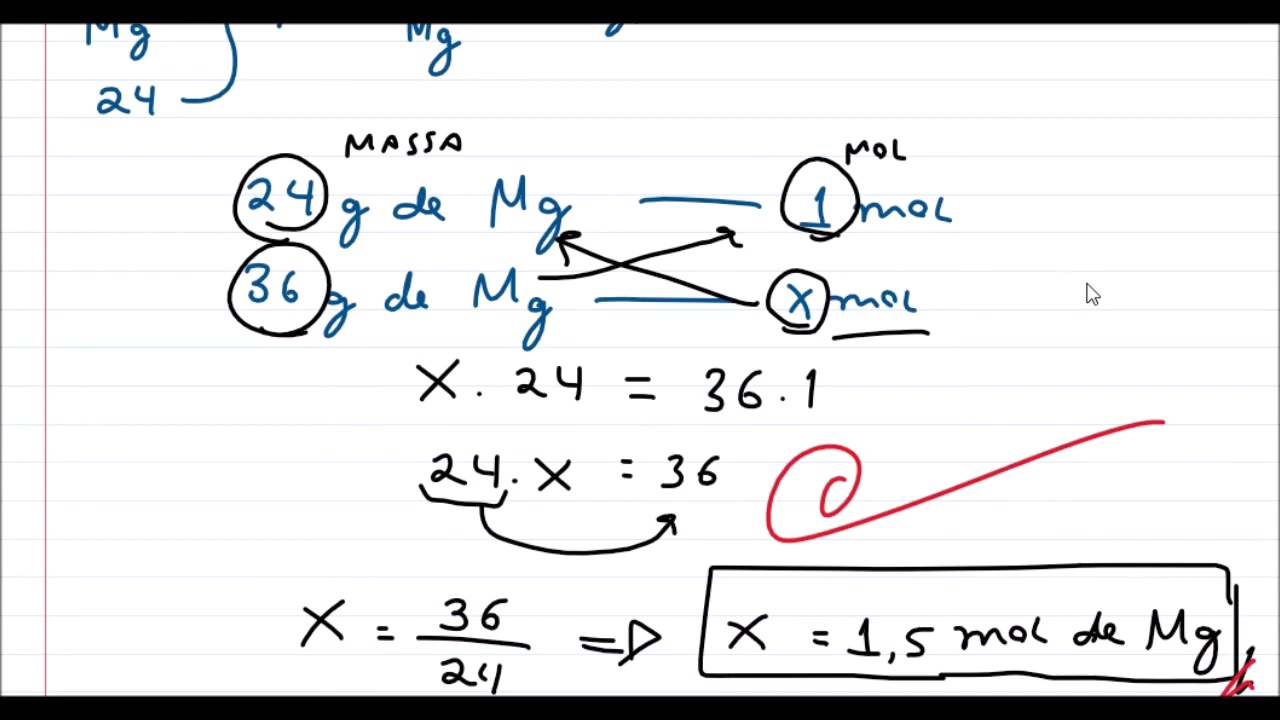 Mg Mg
24
MASSA MOL
24 g de Mg 1 mol
36 g de Mg x mol
X . 24 = 36 . 1
24 . X = 36
X = 36/24 ⇒ X = 1,5 mol de Mg